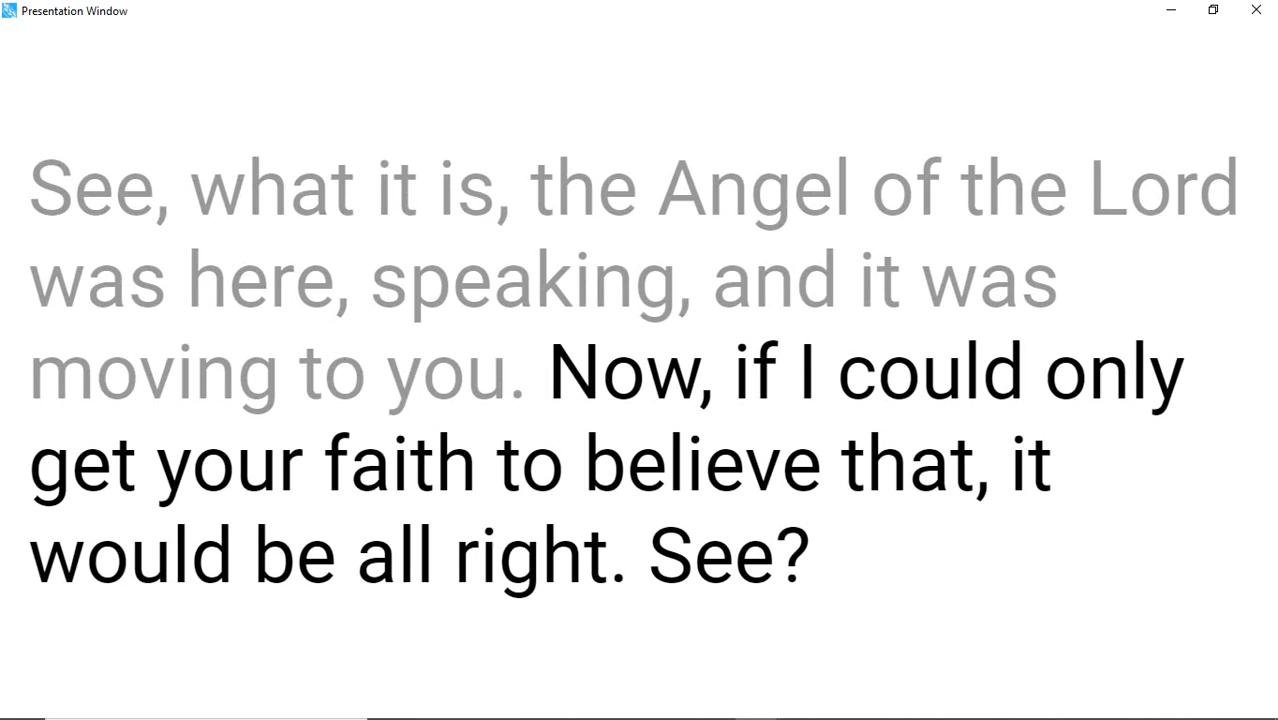 Presentation Window
See, what it is, the Angel of the Lord
was here, speaking, and it was
moving to you. Now, if I could only
get your faith to believe that, it
would be all right. See?